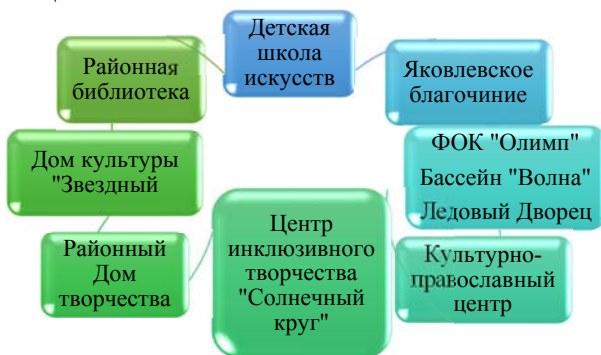 Детская
школа
искусств
Районная
библиотека
Яковлевское
благочиние
Дом культуры
"Звездный
ФОК "Олимп"
Бассейн "Волна"
Ледовый Дворец
Районный
Дом
творчества
Центр
инклюзивного
творчества
"Солнечный
круг"
Культурно-
православный
центр